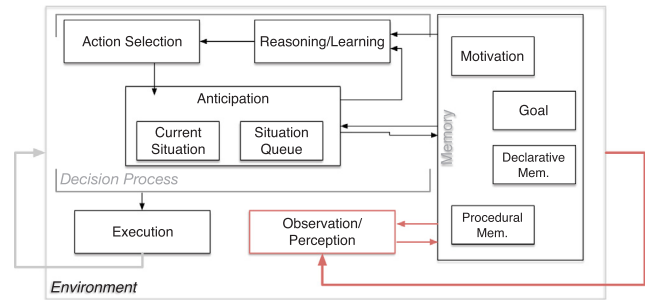 Action Selection
Reasoning/Learning
Motivation
Anticipation
Goal
Current
Situation
Situation
Queue
Memory
Declarative
Mem.
Decision Process
Execution
Observation/
Perception
Procedural
Mem.
Environment